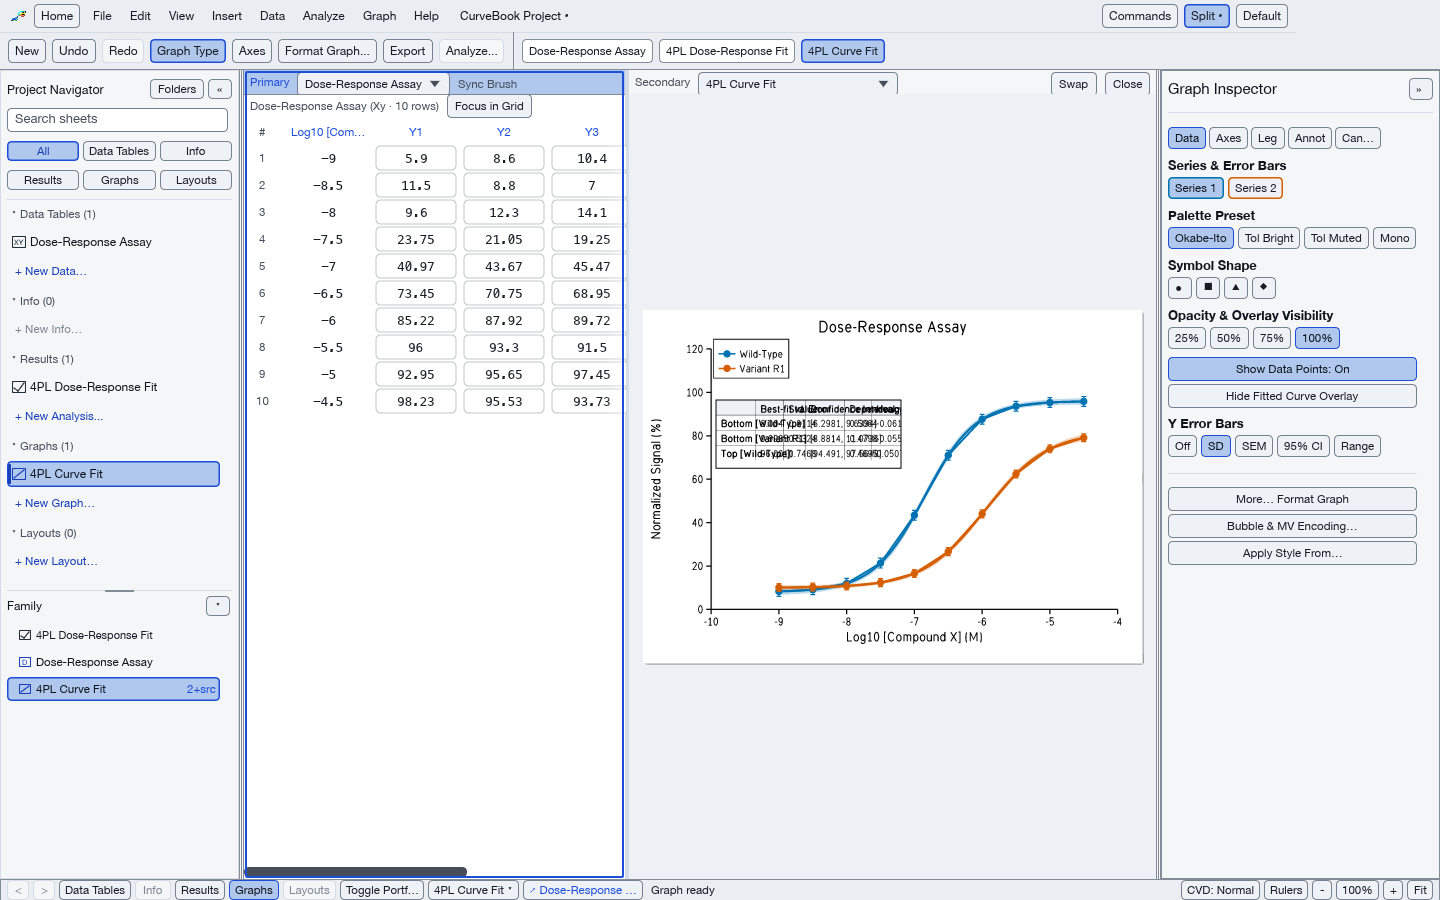 Home File Edit View Insert Data Analyze Graph Help CurveBook Project • Commands Split • Default
New Undo Redo Graph Type Axes Format Graph... Export Analyze... Dose-Response Assay 4PL Dose-Response Fit 4PL Curve Fit
Project Navigator Folders «
Search sheets
All Data Tables Info
Results Graphs Layouts
Data Tables (1)
XY Dose-Response Assay
+ New Data...
Info (0)
+ New Info...
Results (1)
4PL Dose-Response Fit
+ New Analysis...
Graphs (1)
4PL Curve Fit
+ New Graph...
Layouts (0)
+ New Layout...
Family
4PL Dose-Response Fit
D Dose-Response Assay
4PL Curve Fit 2+src
Primary Dose-Response Assay Sync Brush
Dose-Response Assay (Xy · 10 rows) Focus in Grid
# Log10 [Com... Y1 Y2 Y3
1 −9 5.9 8.6 10.4
2 −8.5 11.5 8.8 7
3 −8 9.6 12.3 14.1
4 −7.5 23.75 21.05 19.25
5 −7 40.97 43.67 45.47
6 −6.5 73.45 70.75 68.95
7 −6 85.22 87.92 89.72
8 −5.5 96 93.3 91.5
9 −5 92.95 95.65 97.45
10 −4.5 98.23 95.53 93.73
Secondary 4PL Curve Fit Swap Close
Dose-Response Assay
Wild-Type
Variant R1
Bottom [Wild-Type]
Bottom [Variant R1]
Top [Wild-Type]
Normalized Signal (%)
120
100
80
60
40
20
0
-10 -9 -8 -7 -6 -5 -4
Log10 [Compound X] (M)
Graph Inspector »
Data Axes Leg Annot Can...
Series & Error Bars
Series 1 Series 2
Palette Preset
Okabe-Ito Tol Bright Tol Muted Mono
Symbol Shape
Opacity & Overlay Visibility
25% 50% 75% 100%
Show Data Points: On
Hide Fitted Curve Overlay
Y Error Bars
Off SD SEM 95% CI Range
More... Format Graph
Bubble & MV Encoding...
Apply Style From...
< > Data Tables Info Results Graphs Layouts Toggle Portf... 4PL Curve Fit Dose-Response ... Graph ready CVD: Normal Rulers - 100% + Fit